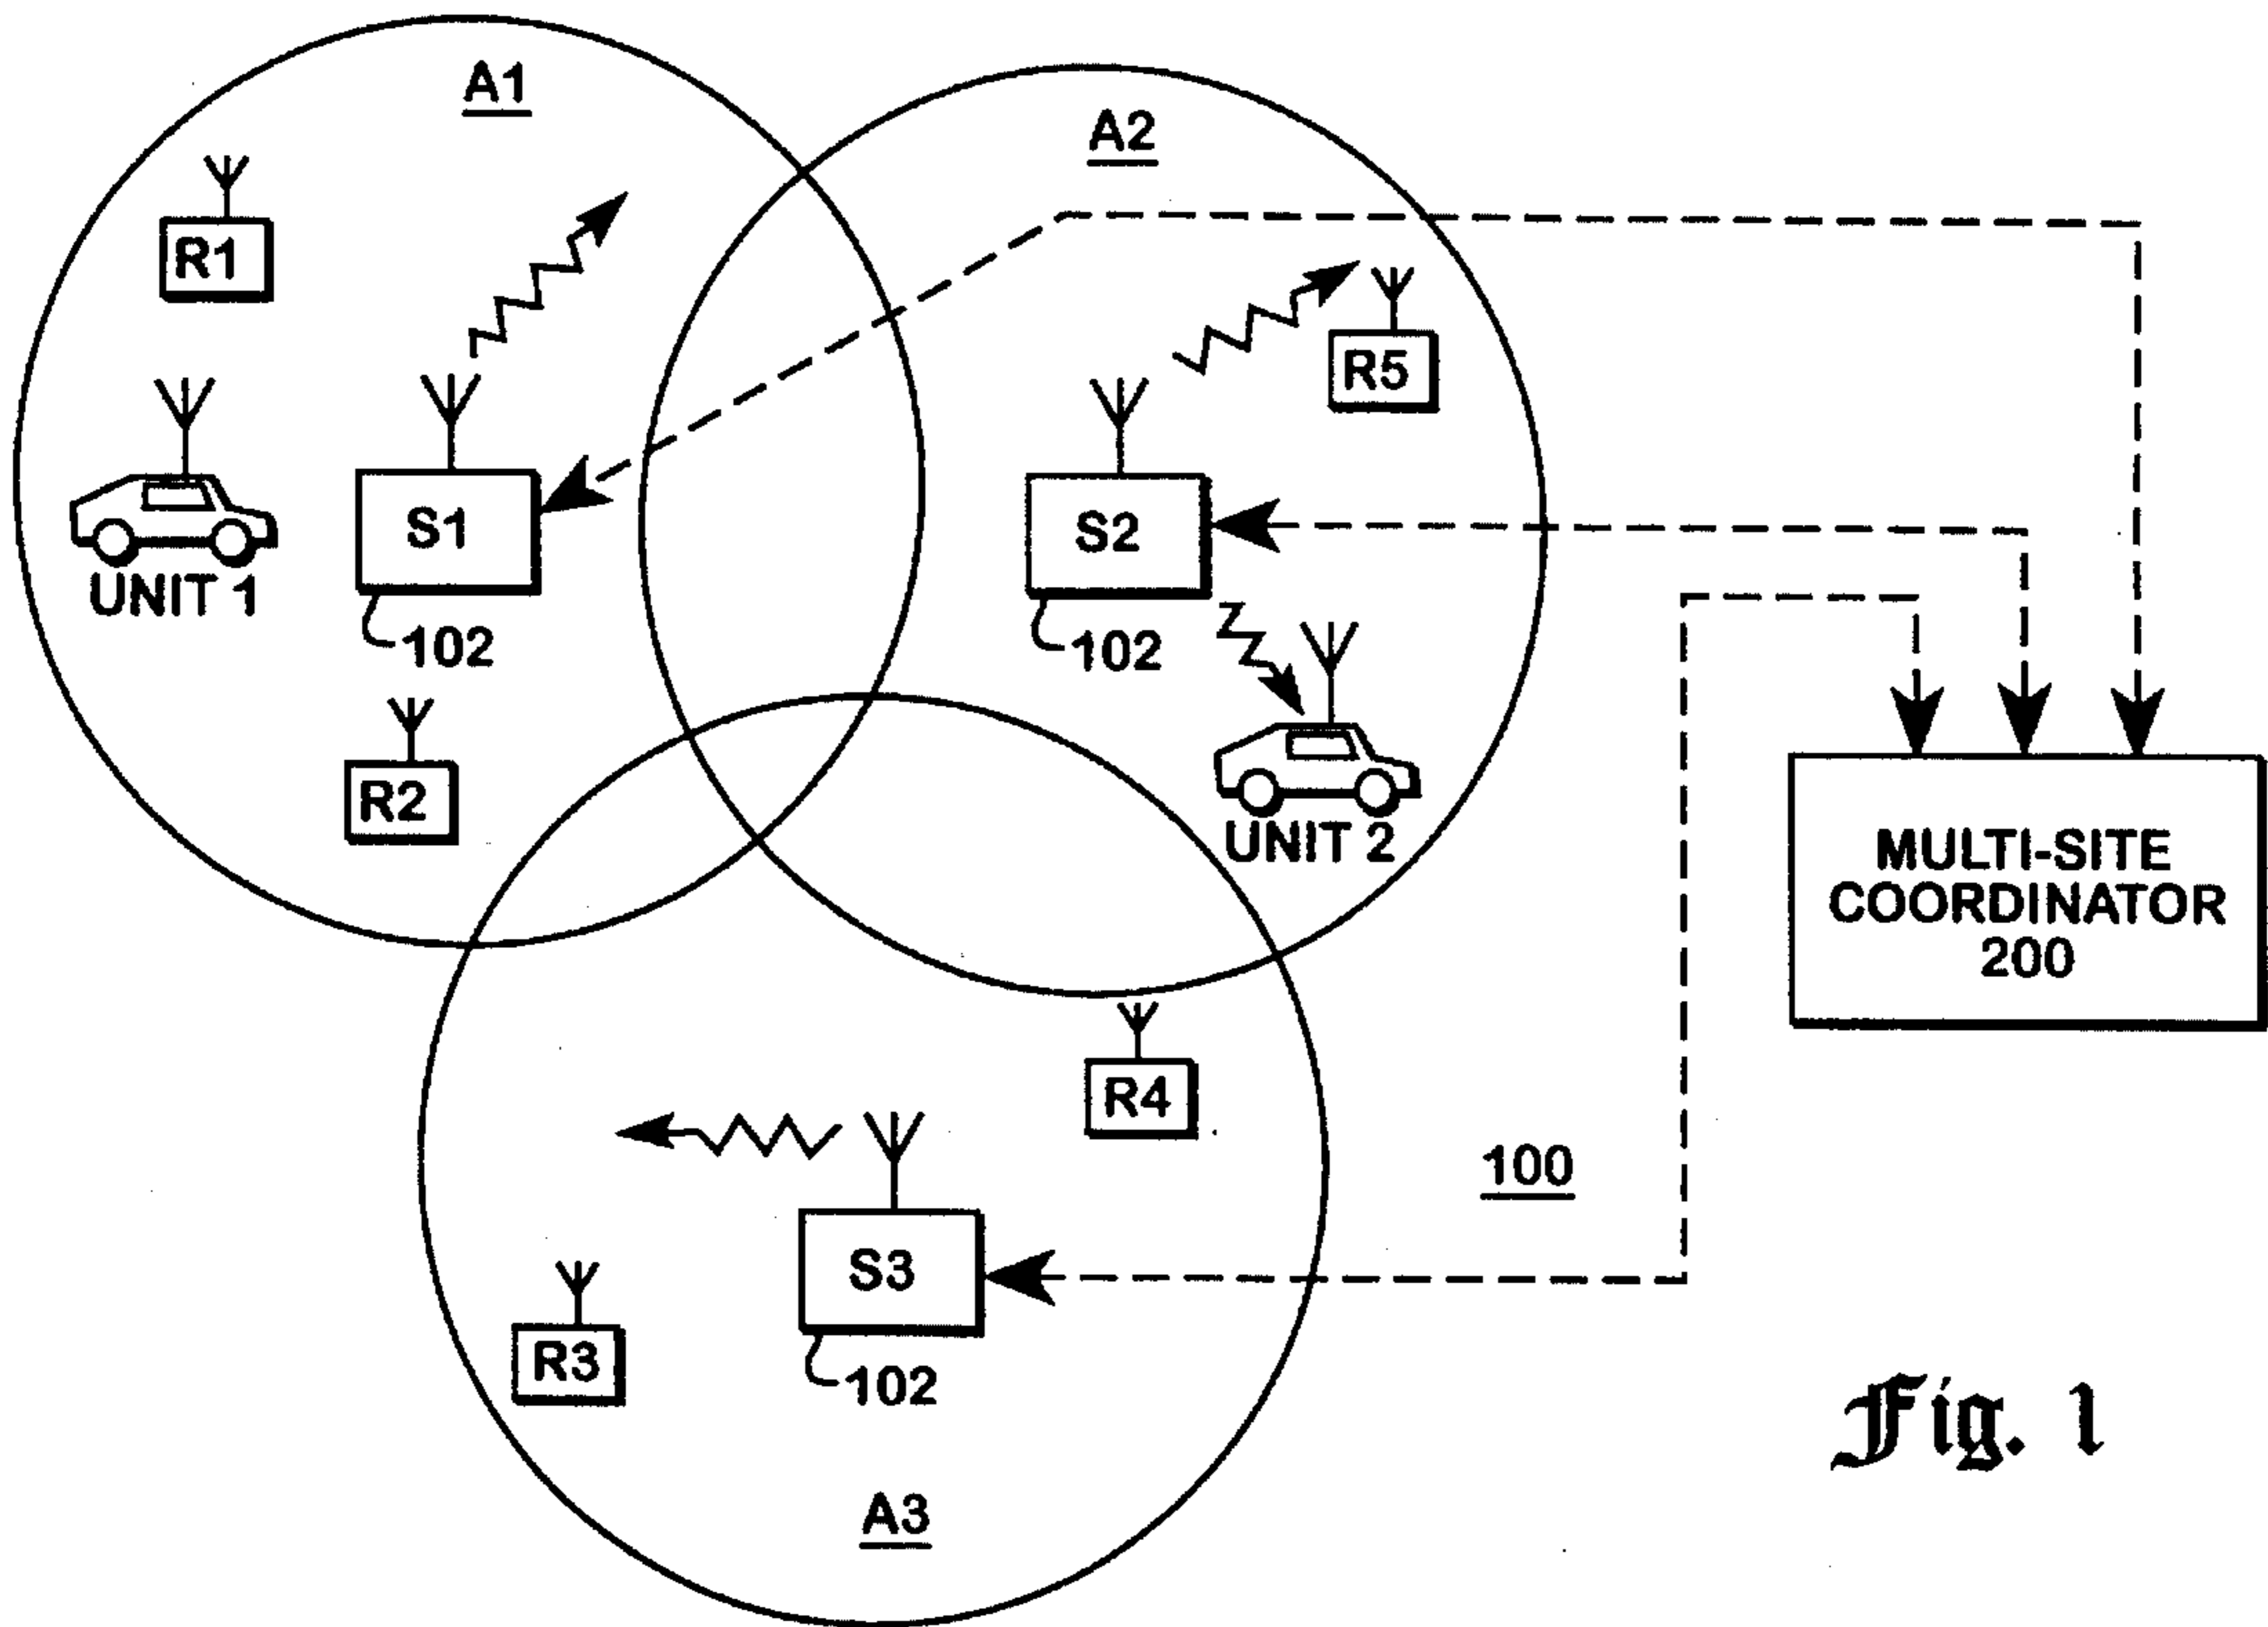 A1
A2
R1
R5
S1
S2
UNIT 1
102
102
R2
UNIT 2
MULTI-SITE
COORDINATOR
200
R4
100
S3
R3
102
Fig. 1
A3